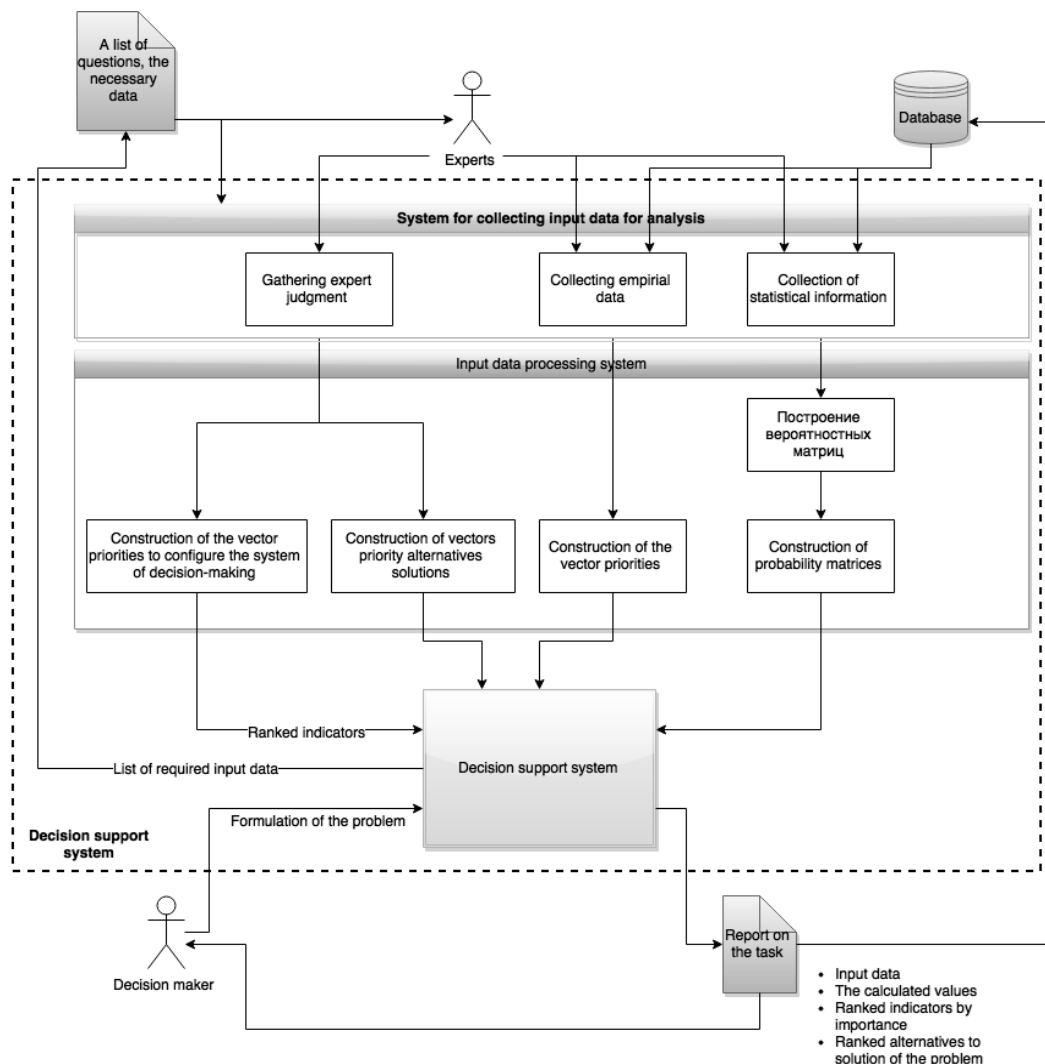 A list of
questions, the
necessary
data
Experts
Database
System for collecting input data for analysis
Gathering expert
judgment
Collecting empirial
data
Collection of
statistical information
Input data processing system
Построение
вероятностных
матриц
Construction of the vector
priorities to configure the system
of decision-making
Construction of vectors
priority alternatives
solutions
Construction of the
vector priorities
Construction of
probability matrices
Ranked indicators
List of required input data
Decision support system
Formulation of the problem
Decision support
system
Decision maker
Report on
the task
• Input data
• The calculated values
• Ranked indicators by
importance
• Ranked alternatives to
solution of the problem